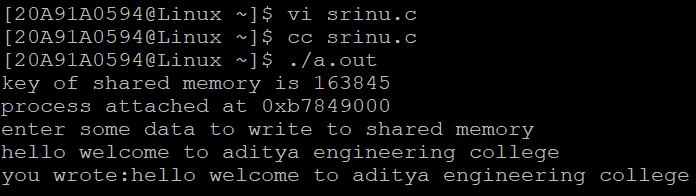 [20A91A0594@Linux ~]$ vi srinu.c
[20A91A0594@Linux ~]$ cc srinu.c
[20A91A0594@Linux ~]$ ./a.out
key of shared memory is 163845
process attached at 0xb7849000
enter some data to write to shared memory
hello welcome to aditya engineering college
you wrote:hello welcome to aditya engineering college